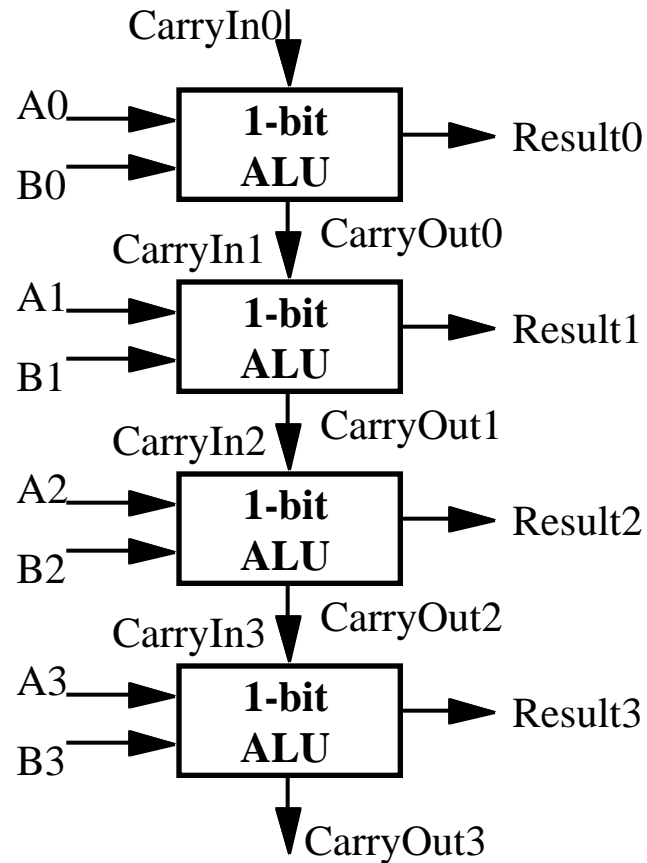 CarryIn0
A0
1-bit
ALU
Result0
B0
CarryOut0
CarryIn1
A1
1-bit
ALU
Result1
B1
CarryOut1
CarryIn2
A2
1-bit
ALU
Result2
B2
CarryOut2
CarryIn3
A3
1-bit
ALU
Result3
B3
CarryOut3